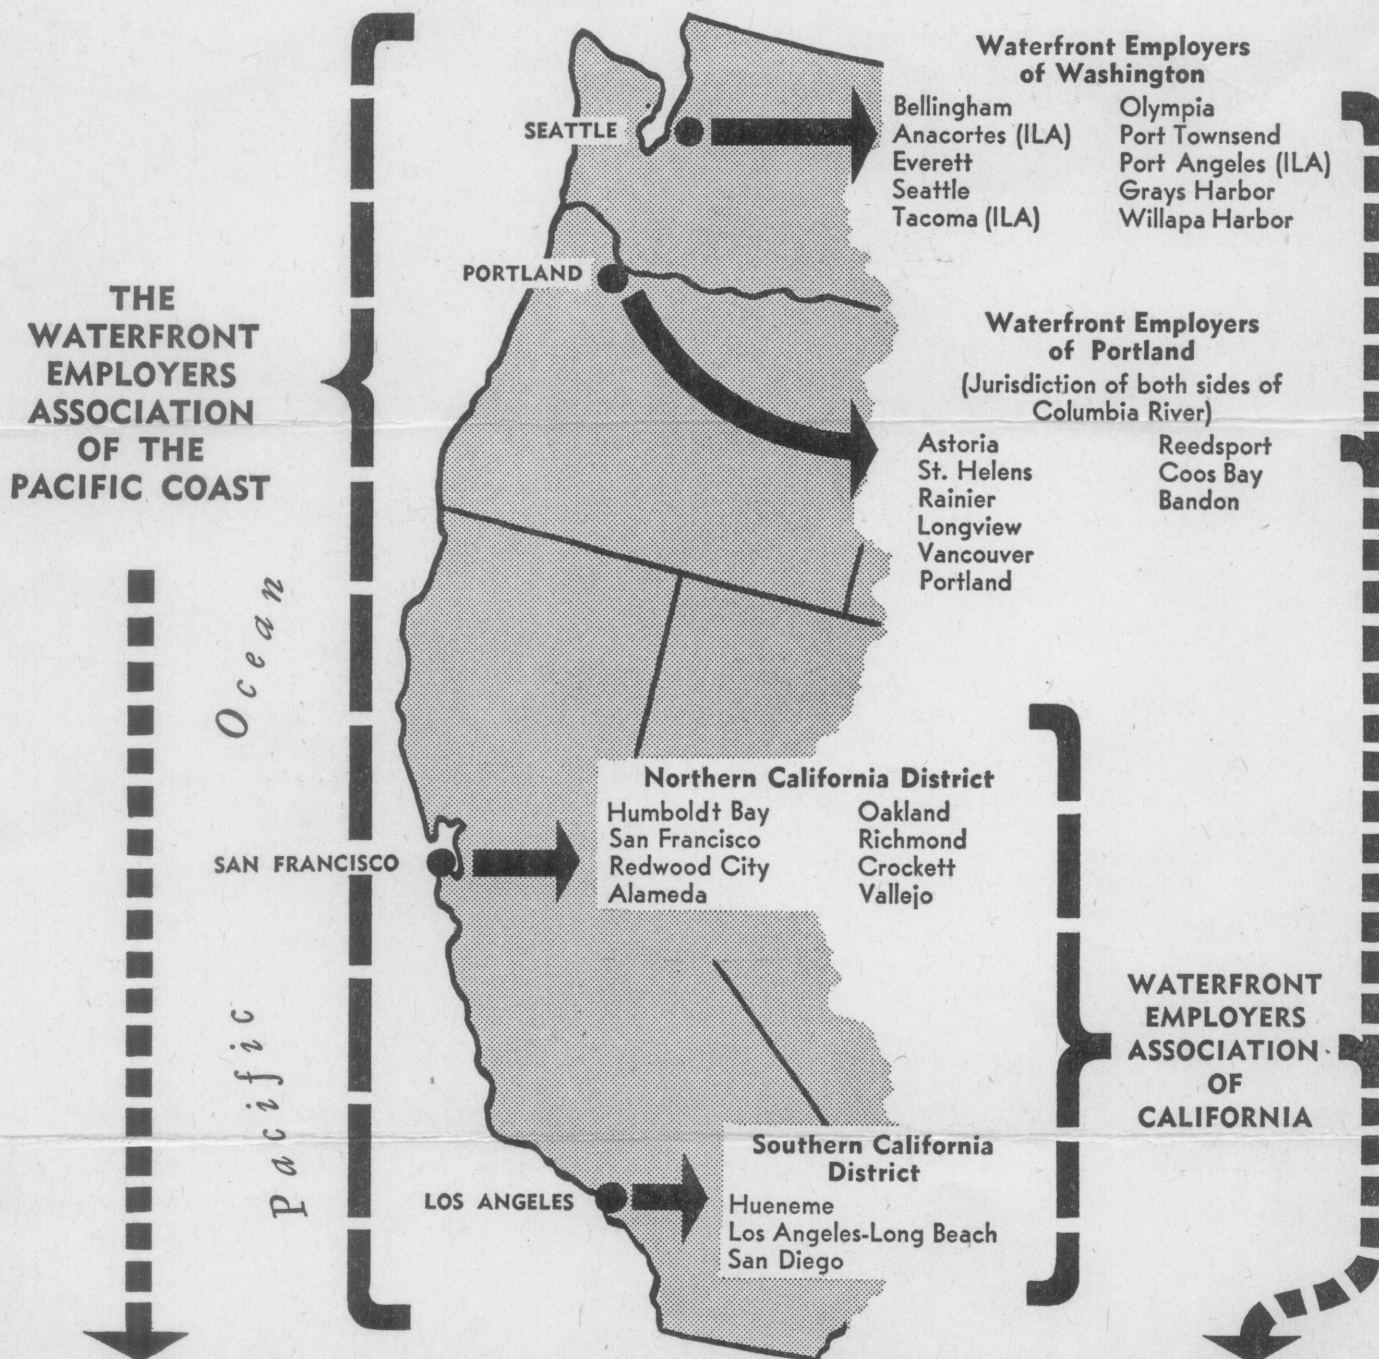 THE
WATERFRONT
EMPLOYERS
ASSOCIATION
OF THE
PACIFIC COAST
Pacific Ocean
SEATTLE
PORTLAND
SAN FRANCISCO
LOS ANGELES
Waterfront Employers
of Washington
Bellingham
Anacortes (ILA)
Everett
Seattle
Tacoma (ILA)
Olympia
Port Townsend
Port Angeles (ILA)
Grays Harbor
Willapa Harbor
Waterfront Employers
of Portland
(Jurisdiction of both sides of
Columbia River)
Astoria
St. Helens
Rainier
Longview
Vancouver
Portland
Reedsport
Coos Bay
Bandon
Northern California District
Humboldt Bay
San Francisco
Redwood City
Alameda
Oakland
Richmond
Crockett
Vallejo
Southern California
District
Hueneme
Los Angeles-Long Beach
San Diego
WATERFRONT
EMPLOYERS
ASSOCIATION
OF
CALIFORNIA